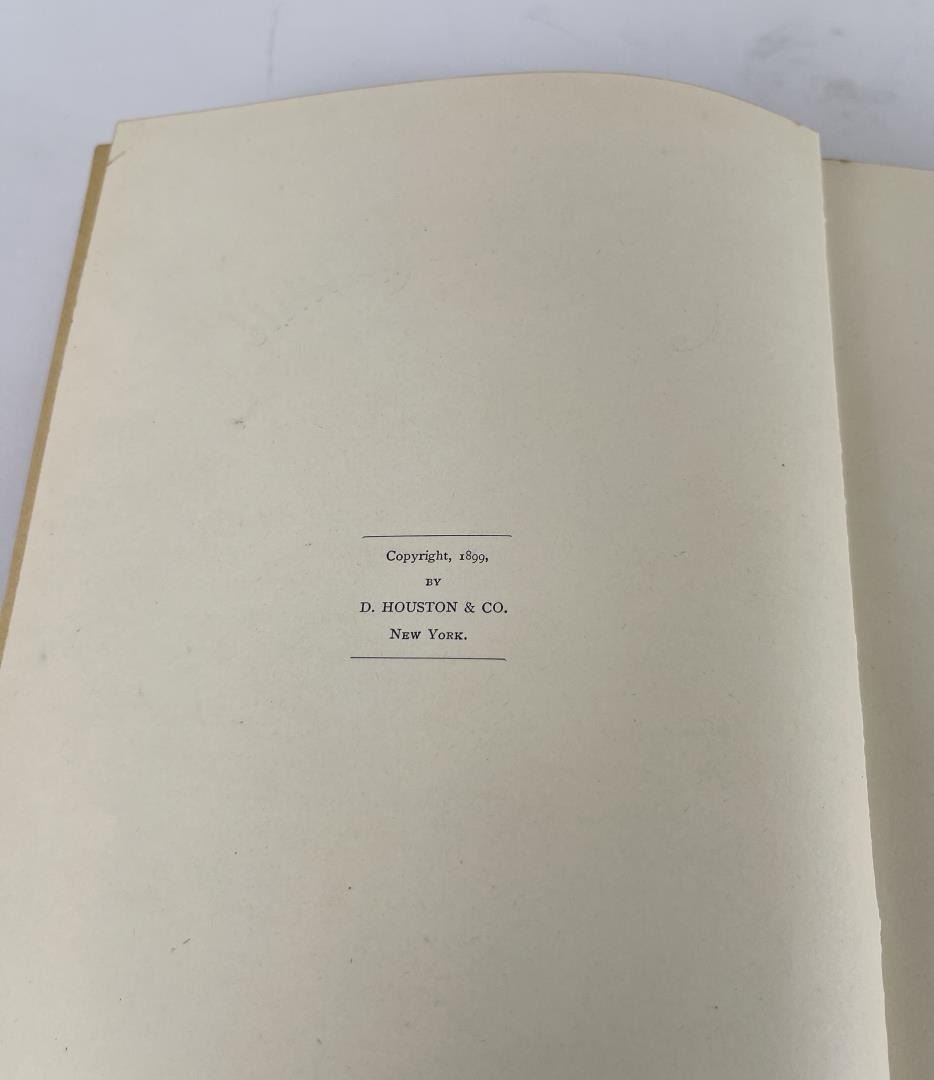 Copyright, 1899,
BY
D. HOUSTON & CO.
NEW YORK.